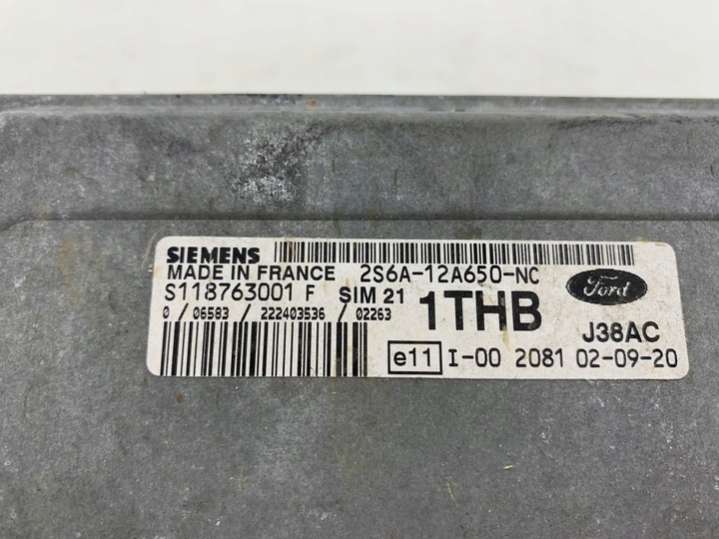 SIEMENS
MADE IN FRANCE 2S6A-12A650-NC
S118763001 F SIM 21
0 / 06583 / 222403536 / 02263
1THB
Ford
J38AC
e11 I-00 2081 02-09-20